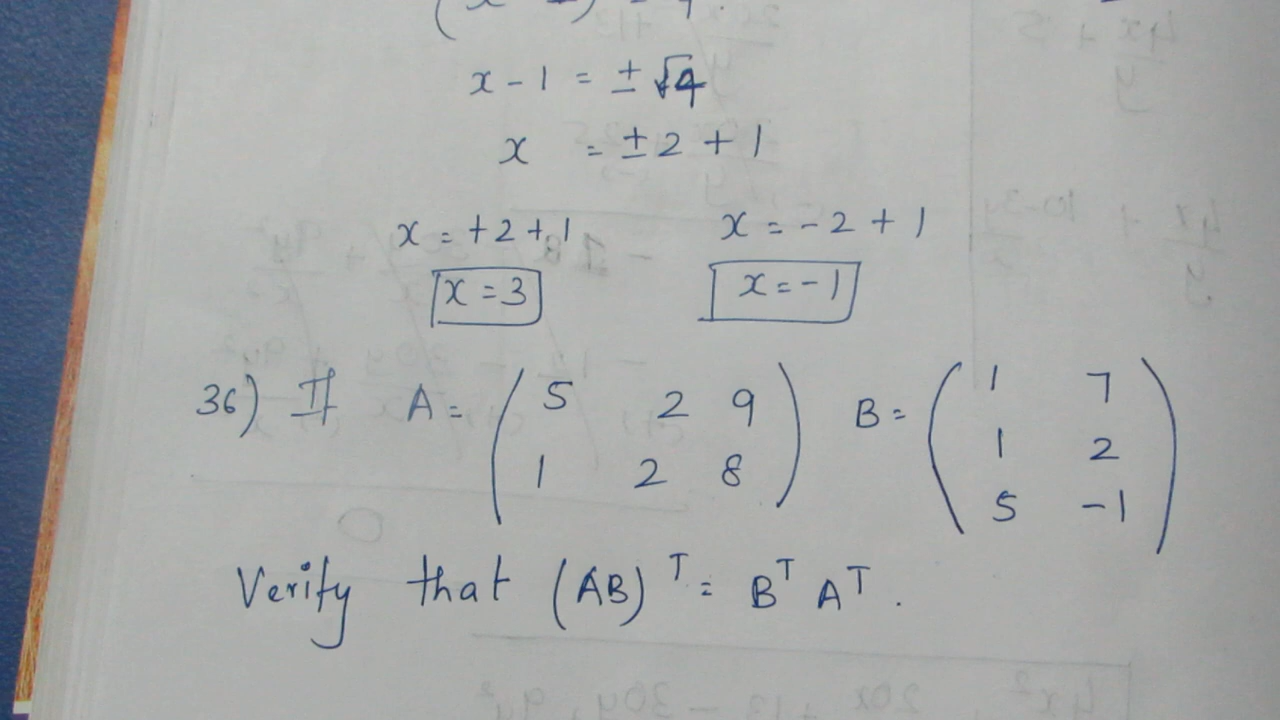 x - 1 = ± √4
x = ± 2 + 1
x = +2 + 1 x = - 2 + 1
x = 3 x = - 1
36) If A = ( 5 2 9 B = ( 1 7
1 2 8 ) 1 2
5 -1 )
Verify that (AB)ᵀ = Bᵀ Aᵀ.